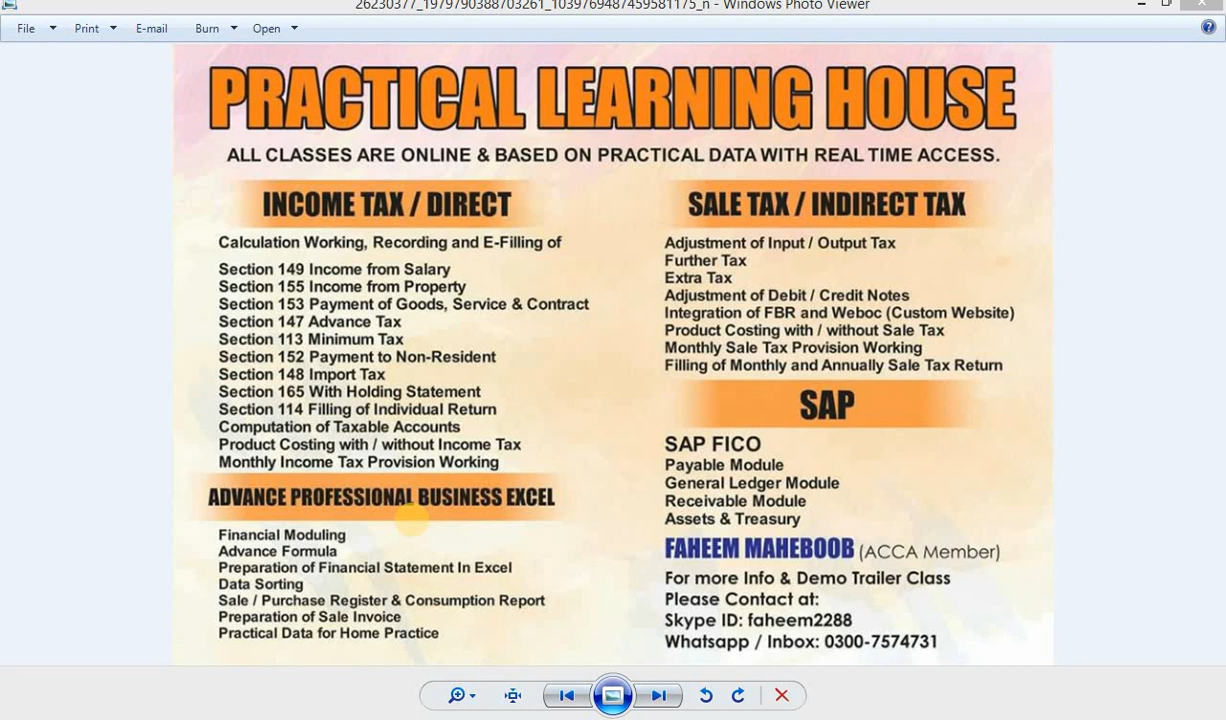 26230377_1979790388703261_1039769487459581175_n - Windows Photo Viewer
File Print E-mail Burn Open
PRACTICAL LEARNING HOUSE
ALL CLASSES ARE ONLINE & BASED ON PRACTICAL DATA WITH REAL TIME ACCESS.
INCOME TAX / DIRECT
Calculation Working, Recording and E-Filling of
Section 149 Income from Salary
Section 155 Income from Property
Section 153 Payment of Goods, Service & Contract
Section 147 Advance Tax
Section 113 Minimum Tax
Section 152 Payment to Non-Resident
Section 148 Import Tax
Section 165 With Holding Statement
Section 114 Filling of Individual Return
Computation of Taxable Accounts
Product Costing with / without Income Tax
Monthly Income Tax Provision Working
ADVANCE PROFESSIONAL BUSINESS EXCEL
Financial Moduling
Advance Formula
Preparation of Financial Statement In Excel
Data Sorting
Sale / Purchase Register & Consumption Report
Preparation of Sale Invoice
Practical Data for Home Practice
SALE TAX / INDIRECT TAX
Adjustment of Input / Output Tax
Further Tax
Extra Tax
Adjustment of Debit / Credit Notes
Integration of FBR and Weboc (Custom Website)
Product Costing with / without Sale Tax
Monthly Sale Tax Provision Working
Filling of Monthly and Annually Sale Tax Return
SAP
SAP FICO
Payable Module
General Ledger Module
Receivable Module
Assets & Treasury
FAHEEM MAHEBOOB (ACCA Member)
For more Info & Demo Trailer Class
Please Contact at:
Skype ID: faheem2288
Whatsapp / Inbox: 0300-7574731